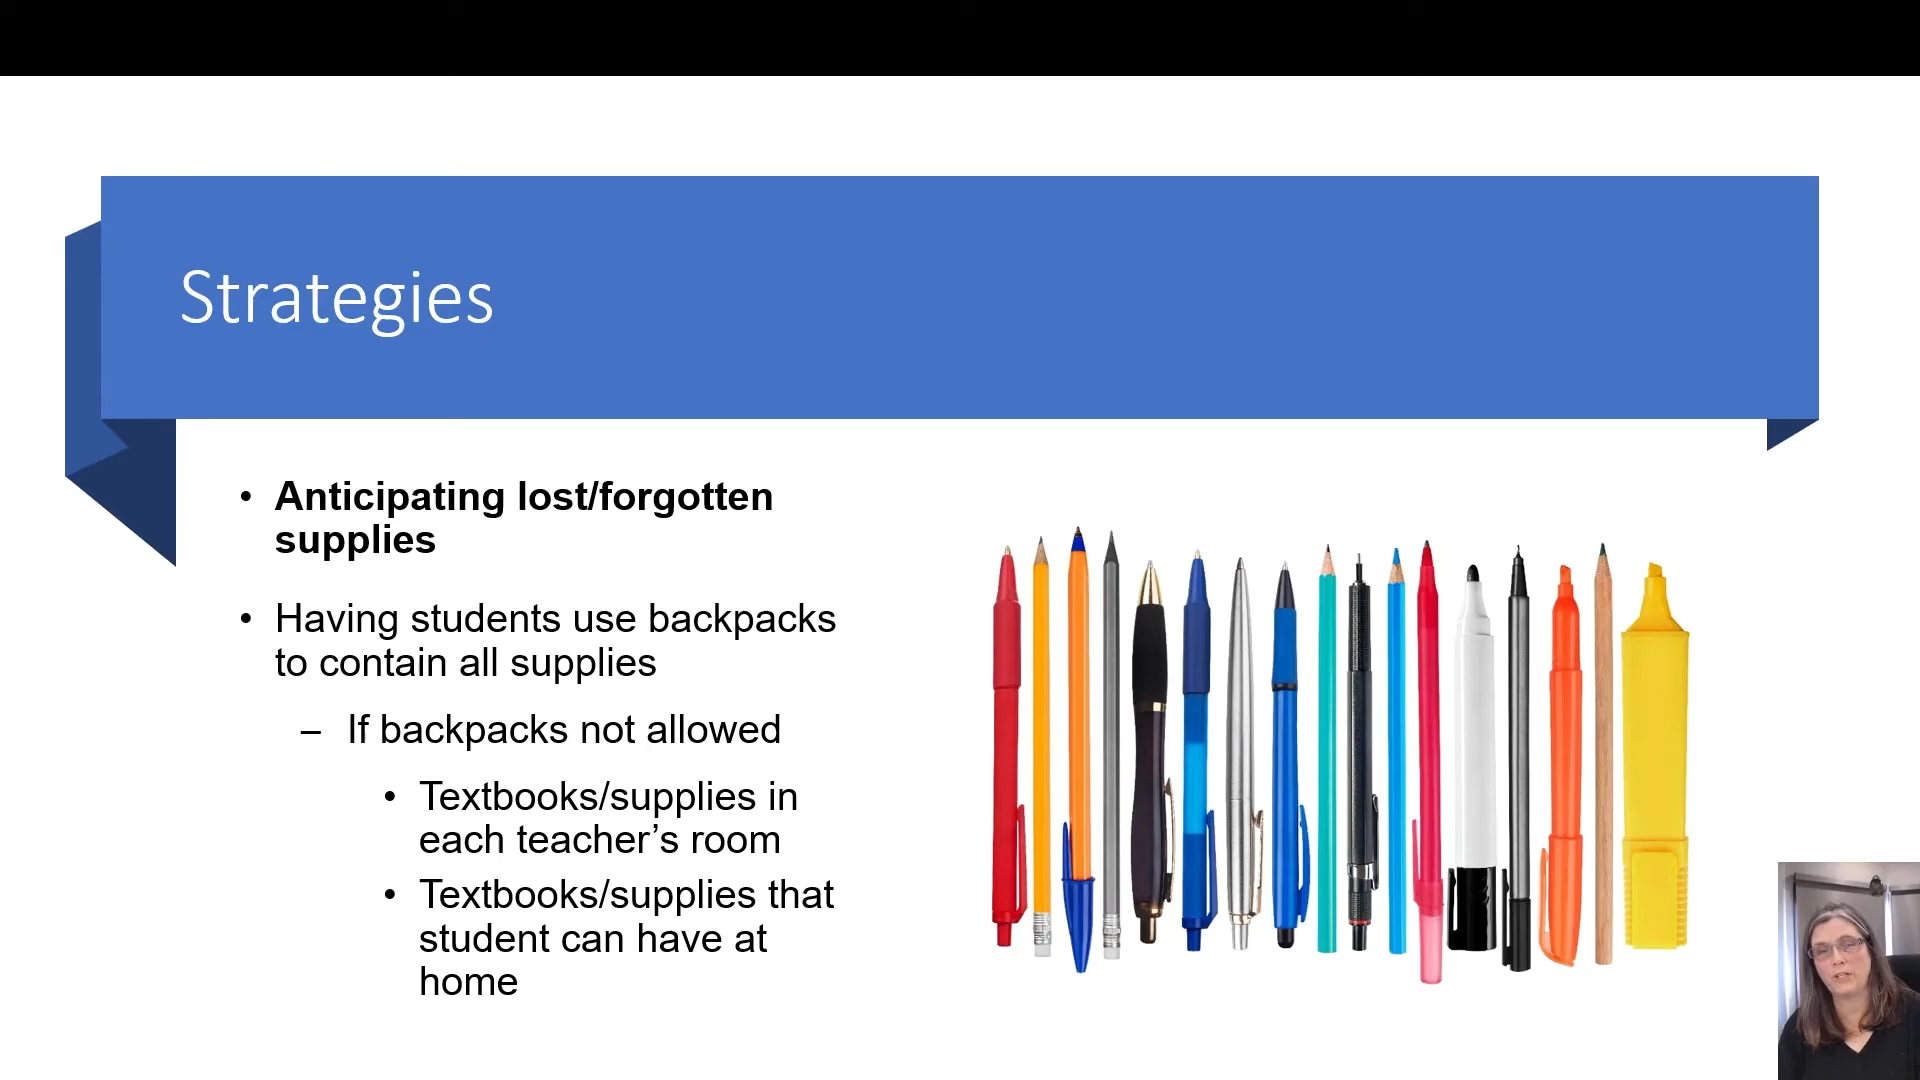 Strategies
• Anticipating lost/forgotten
supplies
• Having students use backpacks
to contain all supplies
– If backpacks not allowed
• Textbooks/supplies in
each teacher’s room
• Textbooks/supplies that
student can have at
home